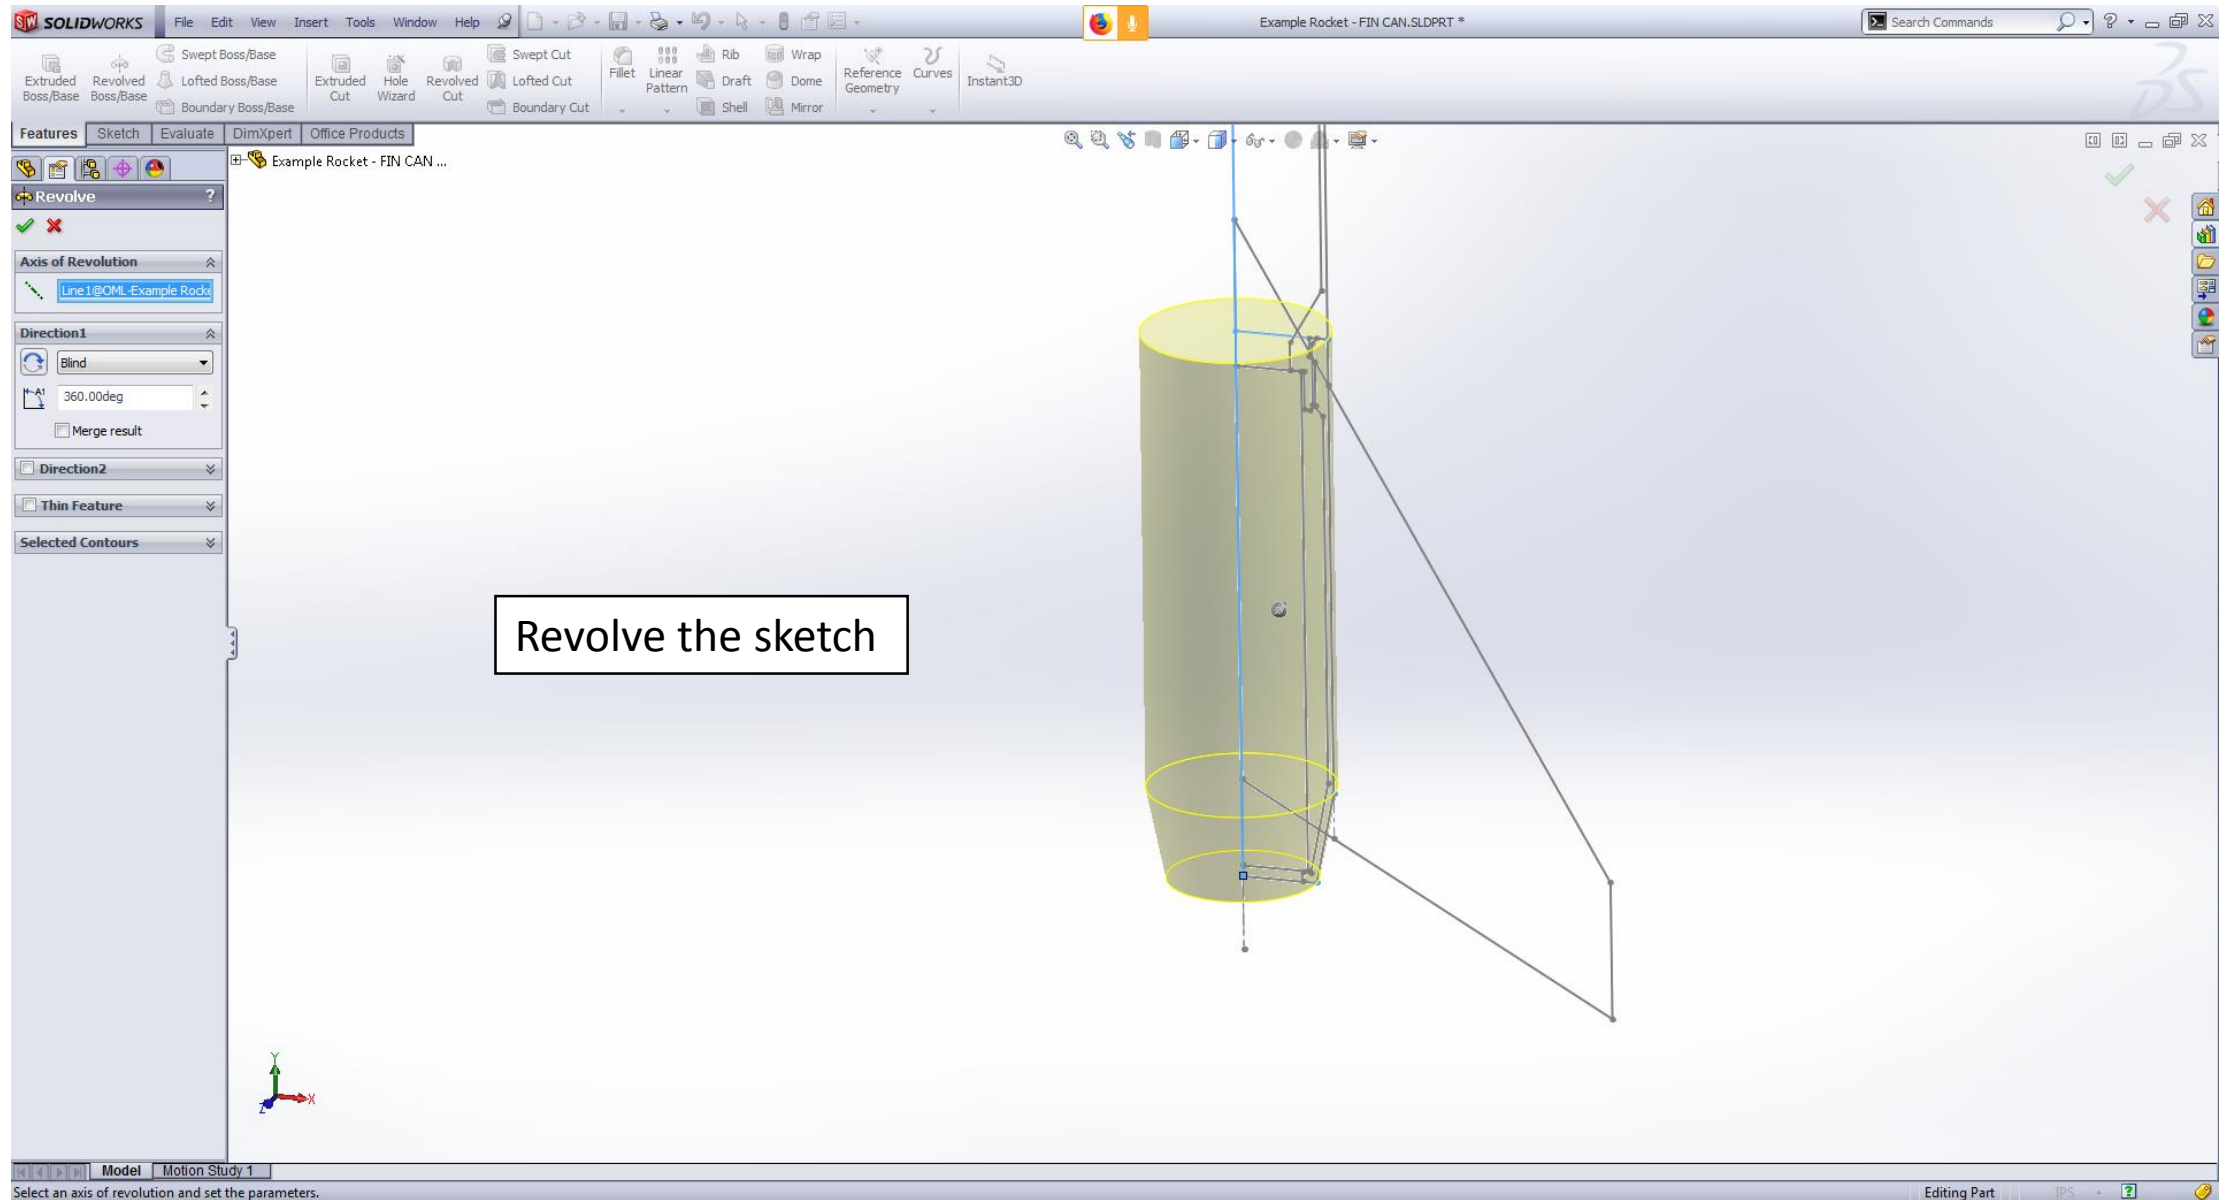 SOLIDWORKS File Edit View Insert Tools Window Help
Example Rocket - FIN CAN.SLDPRT *
Search Commands
Extruded Boss/Base
Revolved Boss/Base
Swept Boss/Base
Lofted Boss/Base
Boundary Boss/Base
Extruded Cut
Hole Wizard
Revolved Cut
Swept Cut
Lofted Cut
Boundary Cut
Fillet
Linear Pattern
Rib
Draft
Shell
Wrap
Dome
Mirror
Reference Geometry
Curves
Instant3D
Features Sketch Evaluate DimXpert Office Products
Example Rocket - FIN CAN ...
Revolve ?
Axis of Revolution
Line1@OML-Example Rocke
Direction1
Blind
A1
360.00deg
Merge result
Direction2
Thin Feature
Selected Contours
Revolve the sketch
Y
X
Z
Model Motion Study 1
Select an axis of revolution and set the parameters.
Editing Part
IPS